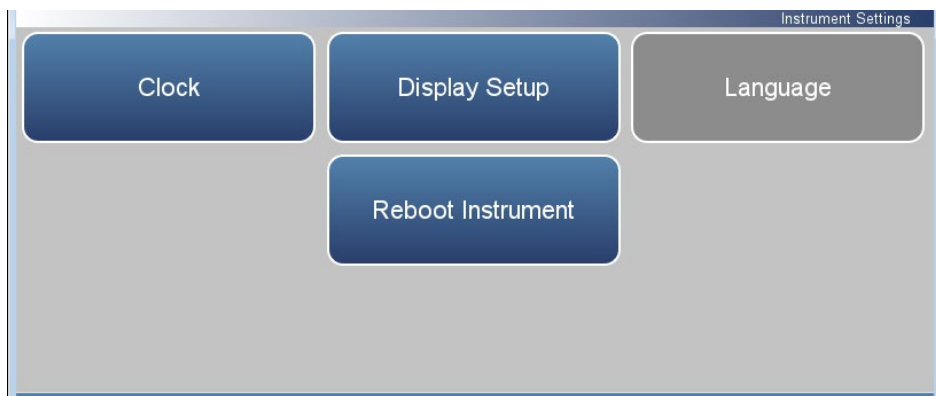 Instrument Settings
Clock
Display Setup
Language
Reboot Instrument